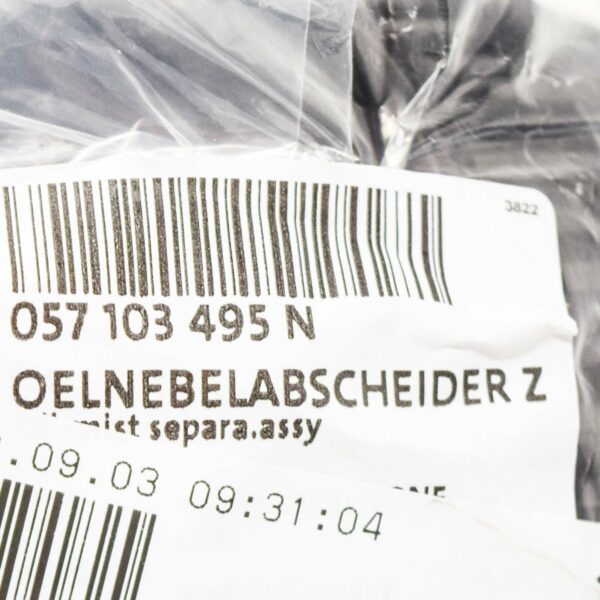 3822
057 103 495 N
OELNEBELABSCHEIDER Z
mist separa.assy
.09.03 09:31:04